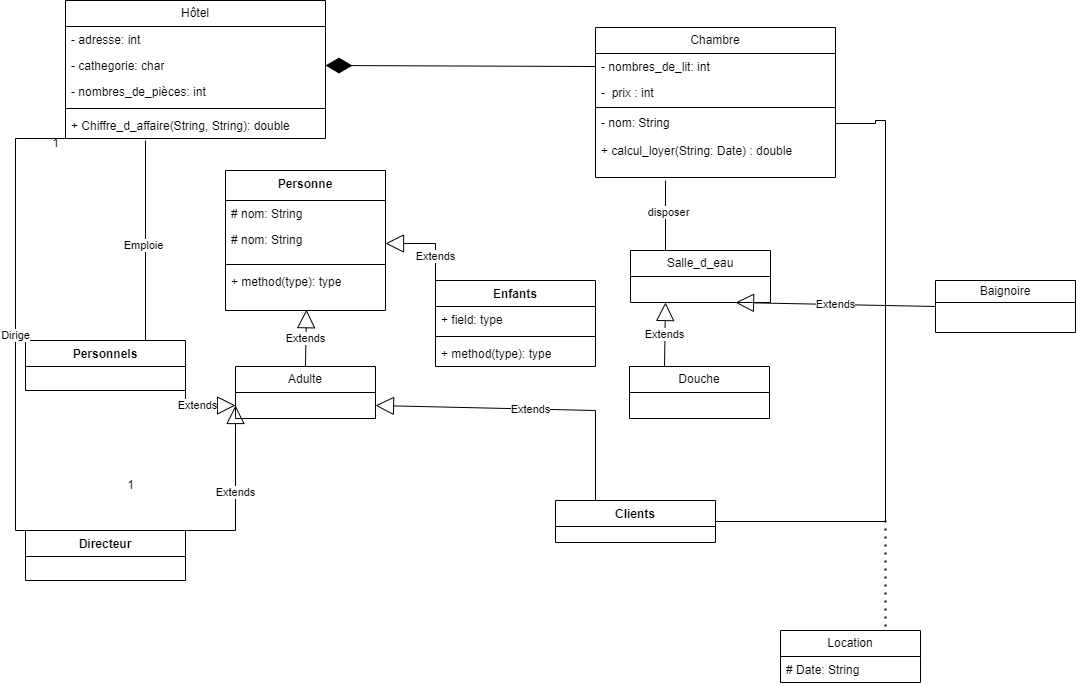 Hôtel
- adresse: int
- cathegorie: char
- nombres_de_pièces: int
+ Chiffre_d_affaire(String, String): double
Chambre
- nombres_de_lit: int
- prix : int
- nom: String
+ calcul_loyer(String: Date) : double
1
Personne
# nom: String
# nom: String
+ method(type): type
disposer
Emploie
Extends
Salle_d_eau
Enfants
+ field: type
+ method(type): type
Baignoire
Extends
Dirige
Extends
Extends
Personnels
Adulte
Douche
Extends
Extends
1
Extends
Clients
Directeur
Location
# Date: String